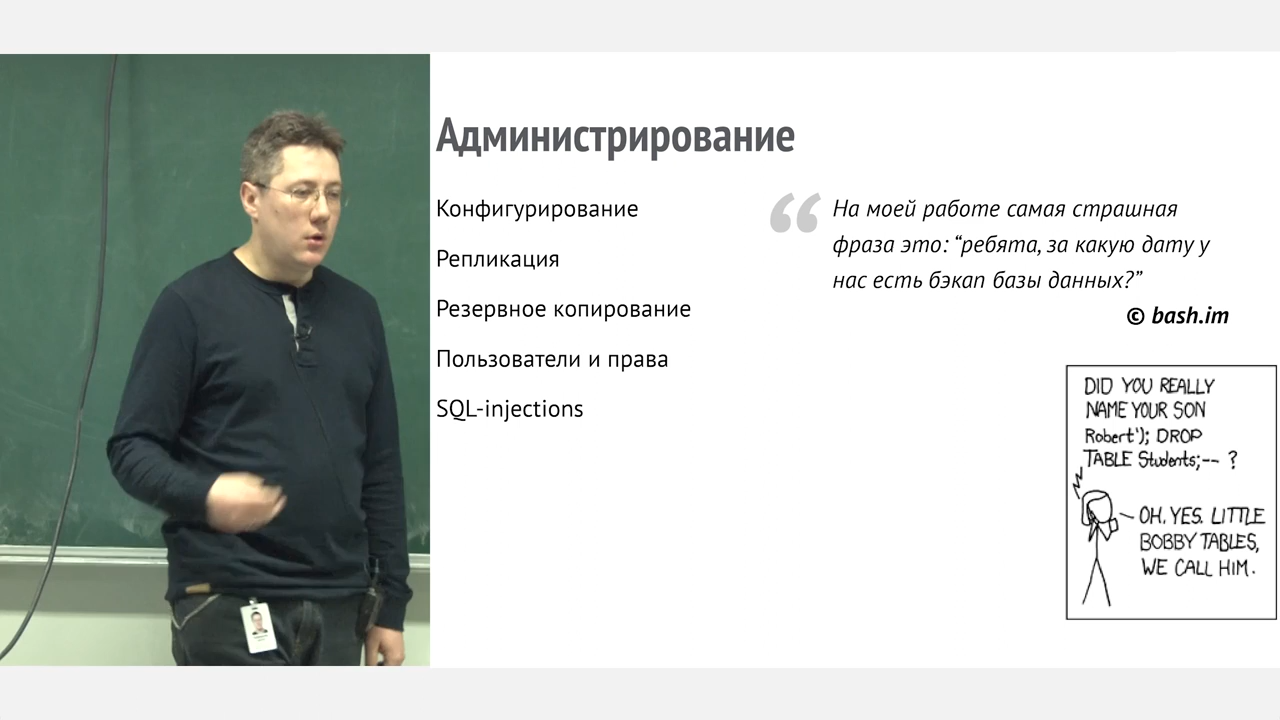 Администрирование
Конфигурирование
Репликация
Резервное копирование
Пользователи и права
SQL-injections
“
На моей работе самая страшная
фраза это: “ребята, за какую дату у
нас есть бэкап базы данных?”
© bash.im
DID YOU REALLY
NAME YOUR SON
Robert'); DROP
TABLE Students;-- ?
OH, YES. LITTLE
BOBBY TABLES,
WE CALL HIM.